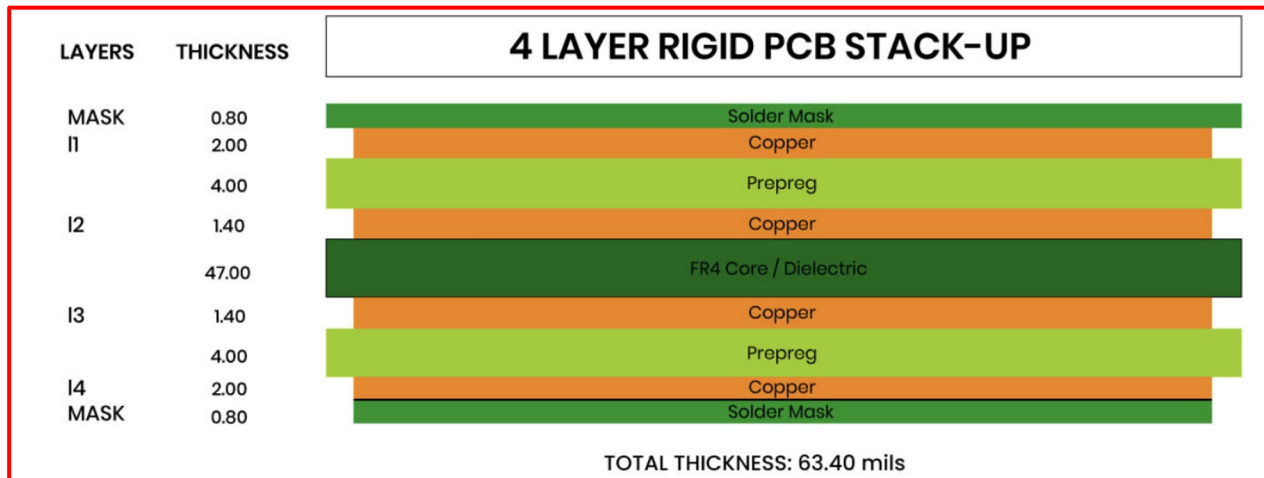 4 LAYER RIGID PCB STACK-UP
LAYERS THICKNESS
MASK 0.80 Solder Mask
l1 2.00 Copper
4.00 Prepreg
l2 1.40 Copper
47.00 FR4 Core / Dielectric
l3 1.40 Copper
4.00 Prepreg
l4 2.00 Copper
MASK 0.80 Solder Mask
TOTAL THICKNESS: 63.40 mils